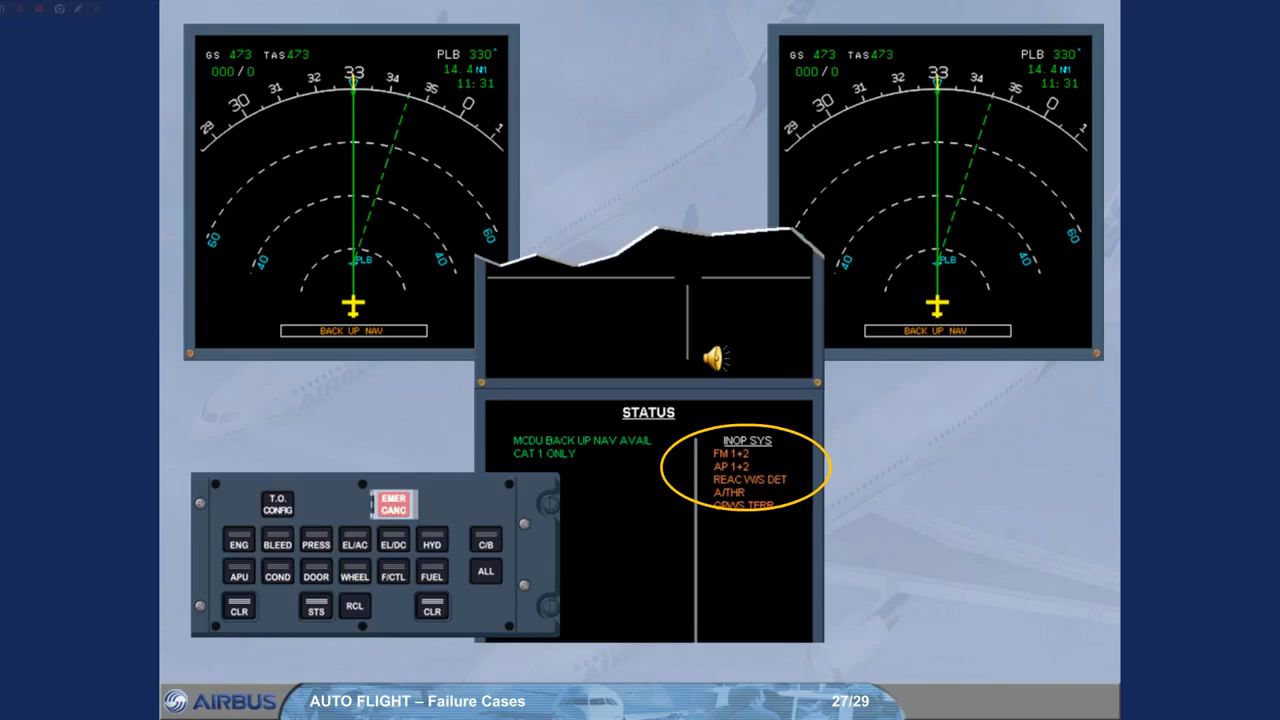 GS 473 TAS473
000 / 0
PLB 330°
14.4 NM
11:31
29 30 31 32 33 34 35 0 1
60 60
40 40
PLB
BACK UP NAV
GS 473 TAS473
000 / 0
PLB 330°
14.4 NM
11:31
29 30 31 32 33 34 35 0 1
60
40 40
PLB
BACK UP NAV
STATUS
MCDU BACK UP NAV AVAIL
CAT 1 ONLY
INOP SYS
FM 1+2
AP 1+2
REAC W/S DET
A/THR
GPWS TERR
T.O.
CONFIG
EMER
CANC
ENG BLEED PRESS EL/AC EL/DC HYD C/B
APU COND DOOR WHEEL F/CTL FUEL ALL
CLR STS RCL CLR
AIRBUS
AUTO FLIGHT – Failure Cases
27/29